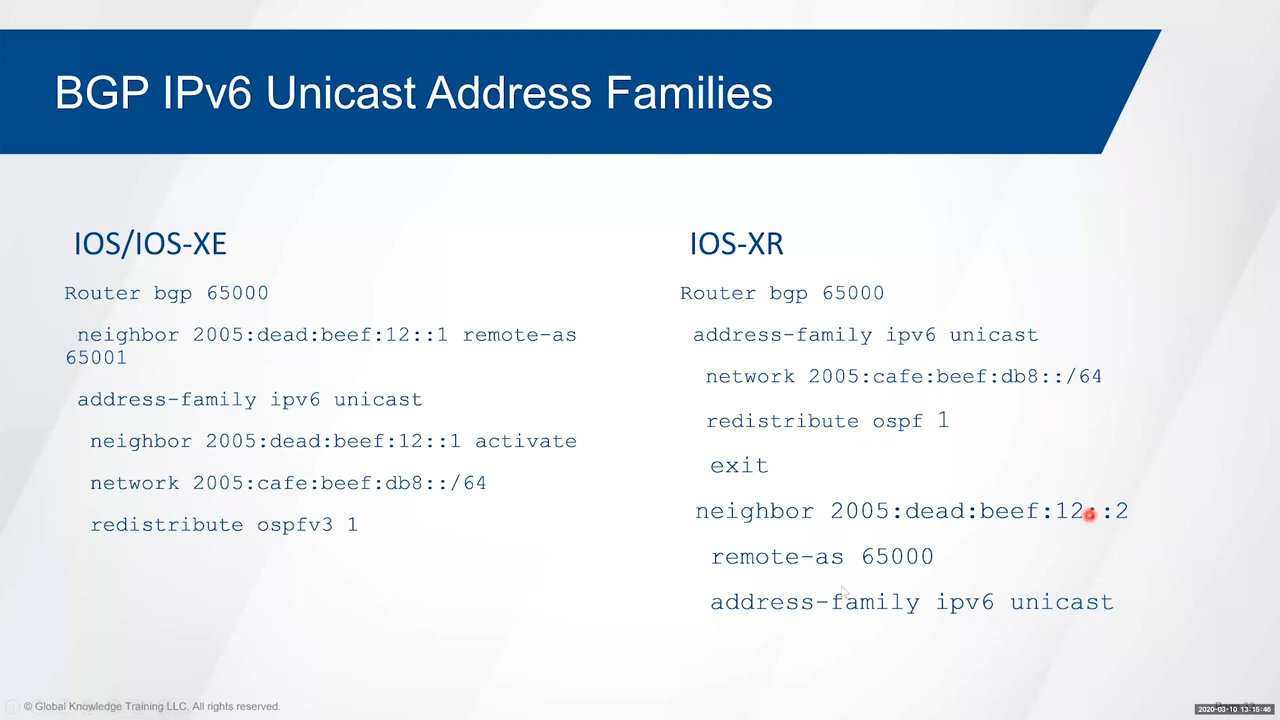 BGP IPv6 Unicast Address Families
IOS/IOS-XE
Router bgp 65000
neighbor 2005:dead:beef:12::1 remote-as
65001
address-family ipv6 unicast
neighbor 2005:dead:beef:12::1 activate
network 2005:cafe:beef:db8::/64
redistribute ospfv3 1
IOS-XR
Router bgp 65000
address-family ipv6 unicast
network 2005:cafe:beef:db8::/64
redistribute ospf 1
exit
neighbor 2005:dead:beef:12::2
remote-as 65000
address-family ipv6 unicast
© Global Knowledge Training LLC. All rights reserved.
2020-03-10 13:15:46